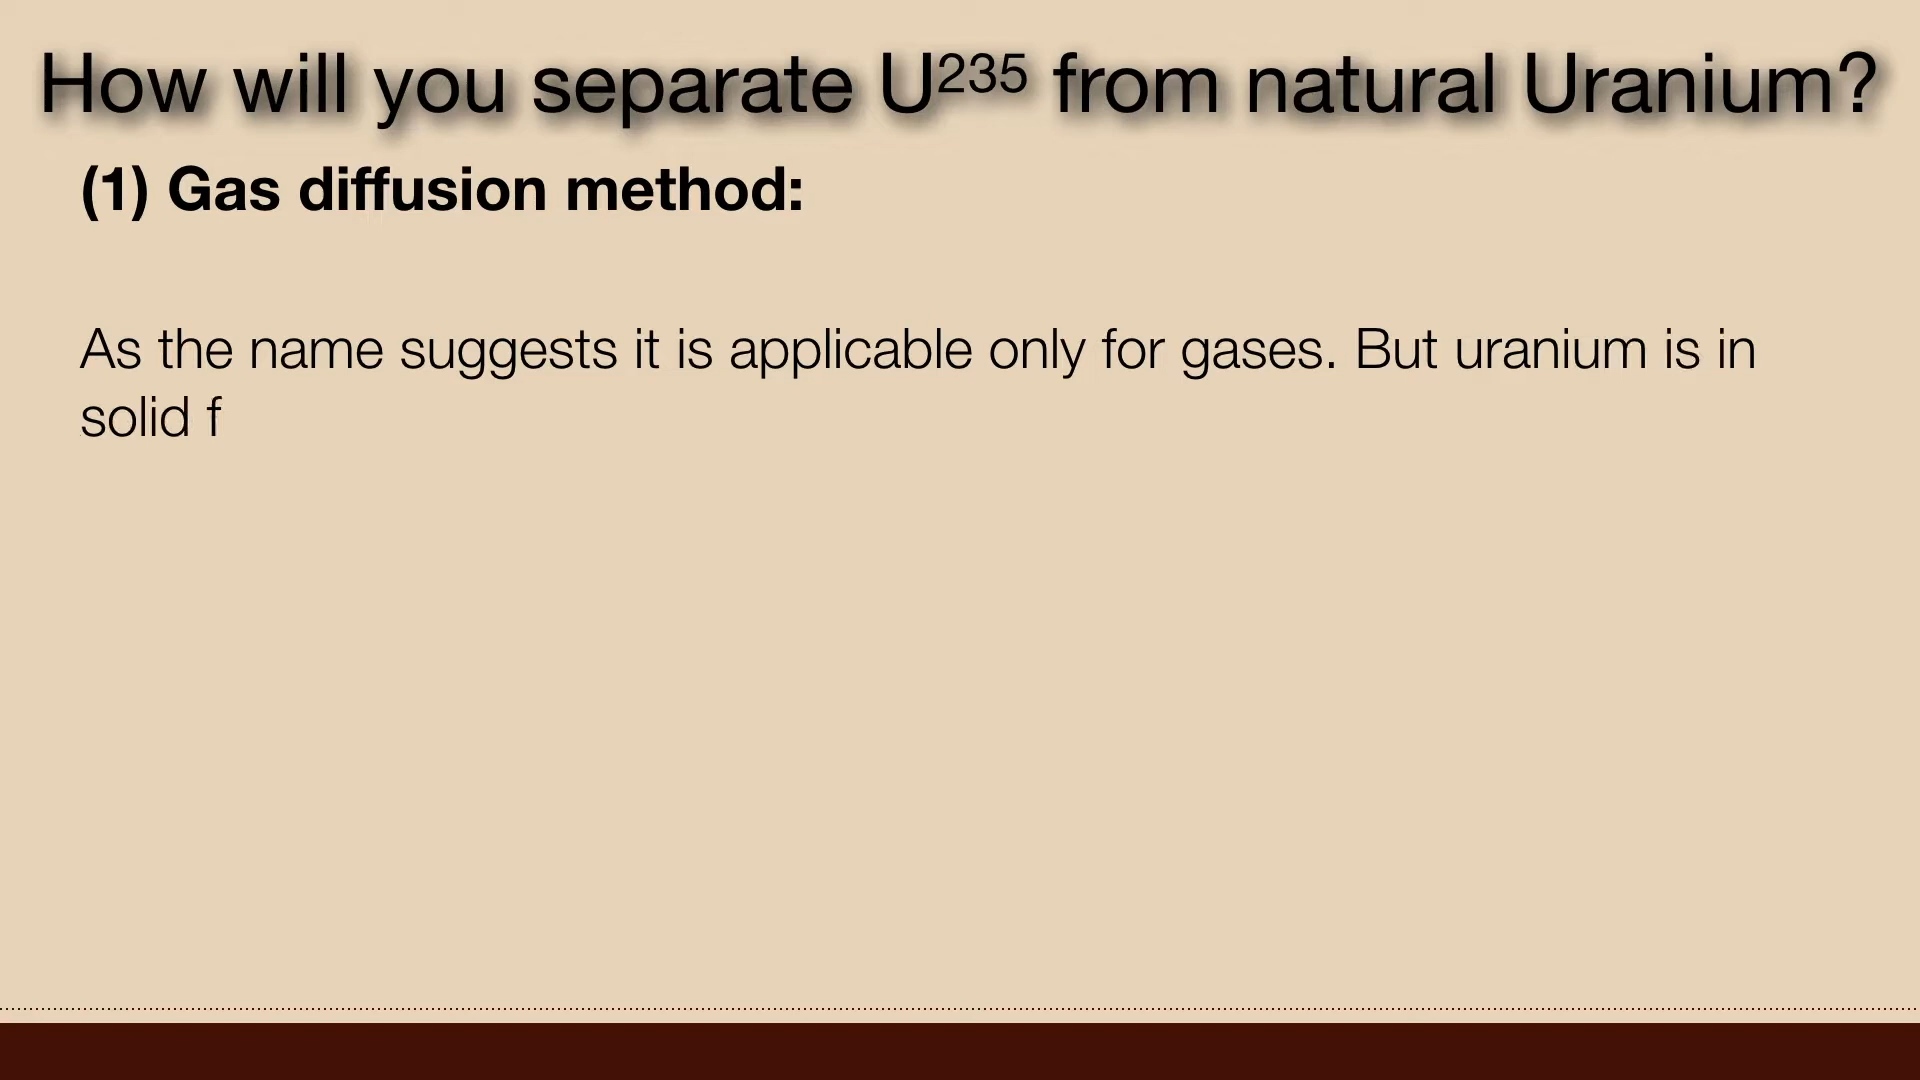 How will you separate U²³⁵ from natural Uranium?
(1) Gas diffusion method:
As the name suggests it is applicable only for gases. But uranium is in
solid f